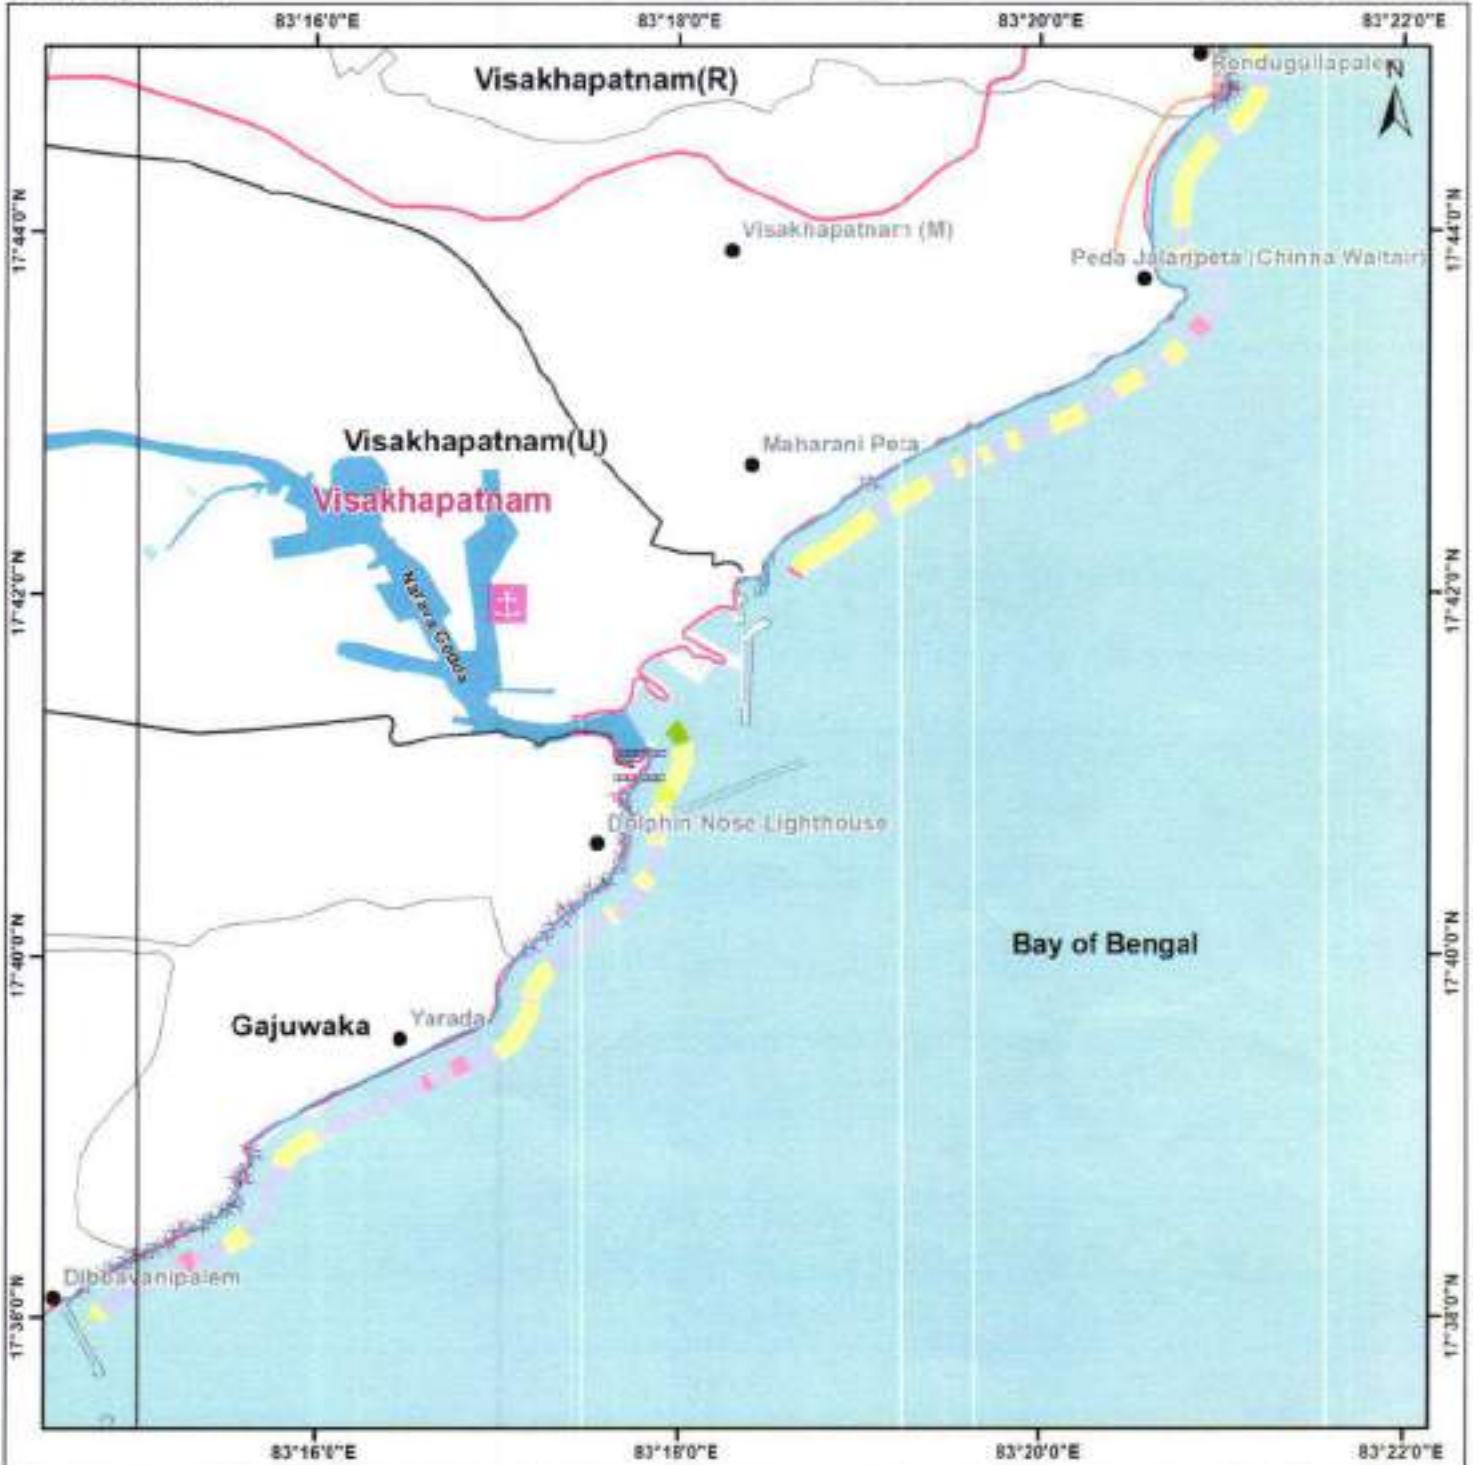 83°16'0"E 83°18'0"E 83°20'0"E 83°22'0"E
Visakhapatnam(R)
Rondugullapalem
N
17°44'0"N 17°44'0"N
Visakhapatnam (M)
Peda Jalaripeta (Chinna Waltair)
Visakhapatnam(U)
Maharani Peta
Visakhapatnam
17°42'0"N 17°42'0"N
Narava Gedda
Dolphin Nose Lighthouse
Bay of Bengal
17°40'0"N 17°40'0"N
Gajuwaka
Yarada
Dibbavanipalem
17°38'0"N 17°38'0"N
83°16'0"E 83°18'0"E 83°20'0"E 83°22'0"E